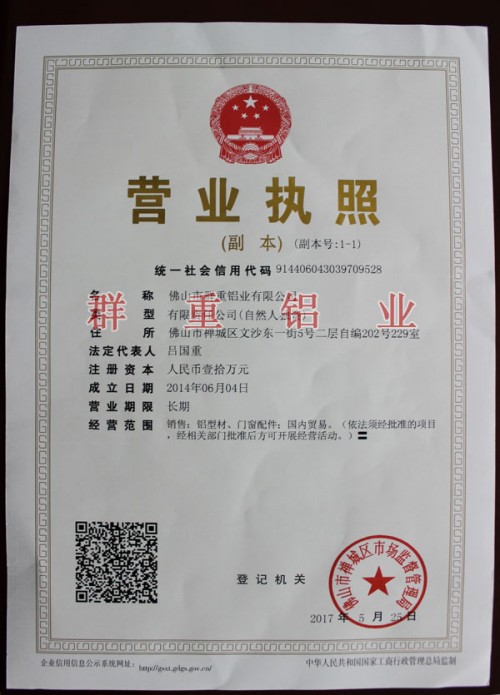 营业执照
(副 本) (副本号:1-1)
统一社会信用代码 914406043039709528
名 称 佛山市群重铝业有限公司
类 型 有限责任公司(自然人
住 所 佛山市禅城区文沙东一街5号二层自编202号229室
群 重 铝 业
法定代表人 吕国重
注册资本 人民币壹拾万元
成立日期 2014年06月04日
营业期限 长期
经营范围 销售:铝型材、门窗配件;国内贸易。(依法须经批准的项目
,经相关部门批准后方可开展经营活动。)〓
登记机关
佛山市禅城区市场监督管理局
2017 年 5 月 25 日
企业信用信息公示系统网址: http://gsxt.gdgs.gov.cn/
中华人民共和国国家工商行政管理总局监制